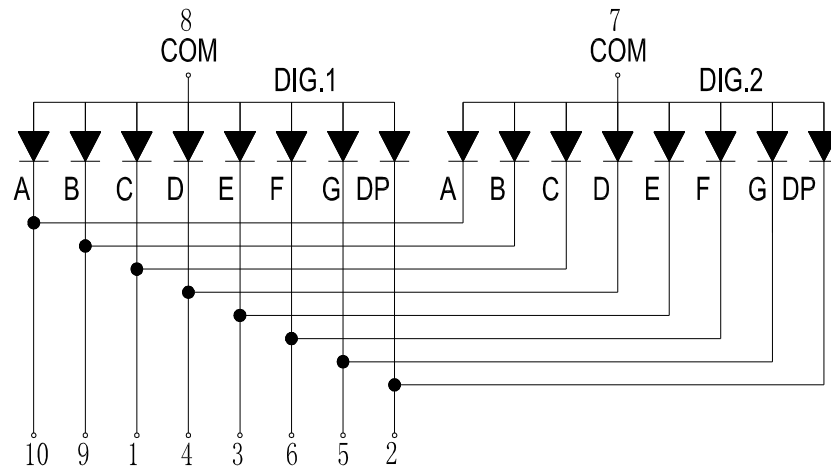 8 7
COM COM
DIG.1 DIG.2
A B C D E F G DP A B C D E F G DP
10 9 1 4 3 6 5 2